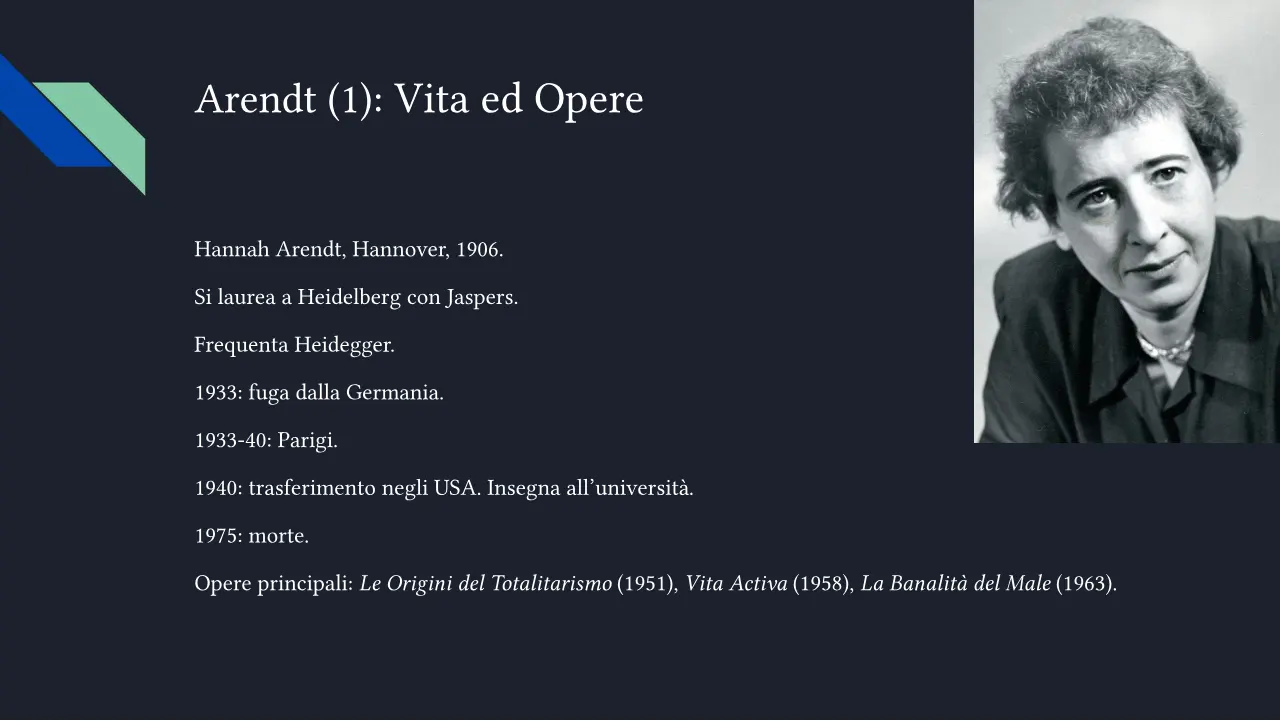 Arendt (1): Vita ed Opere
Hannah Arendt, Hannover, 1906.
Si laurea a Heidelberg con Jaspers.
Frequenta Heidegger.
1933: fuga dalla Germania.
1933-40: Parigi.
1940: trasferimento negli USA. Insegna all’università.
1975: morte.
Opere principali: Le Origini del Totalitarismo (1951), Vita Activa (1958), La Banalità del Male (1963).